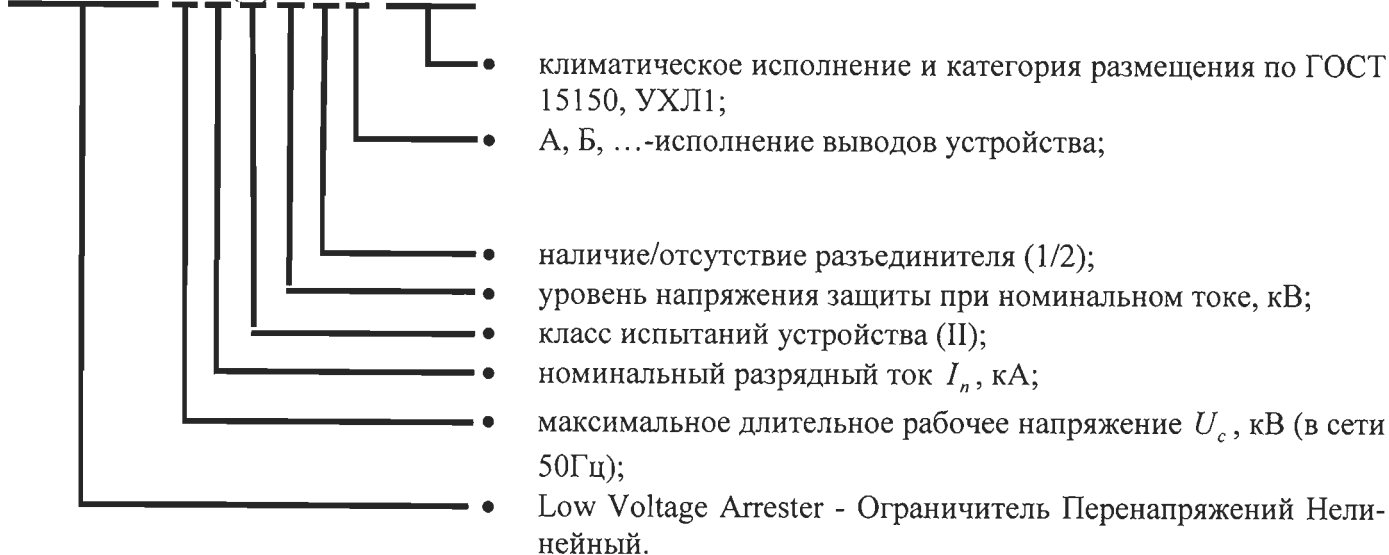 климатическое исполнение и категория размещения по ГОСТ
15150, УХЛ1;
А, Б, …-исполнение выводов устройства;
наличие/отсутствие разъединителя (1/2);
уровень напряжения защиты при номинальном токе, кВ;
класс испытаний устройства (II);
номинальный разрядный ток I_n, кА;
максимальное длительное рабочее напряжение U_c, кВ (в сети
50Гц);
Low Voltage Arrester - Ограничитель Перенапряжений Нели-
нейный.